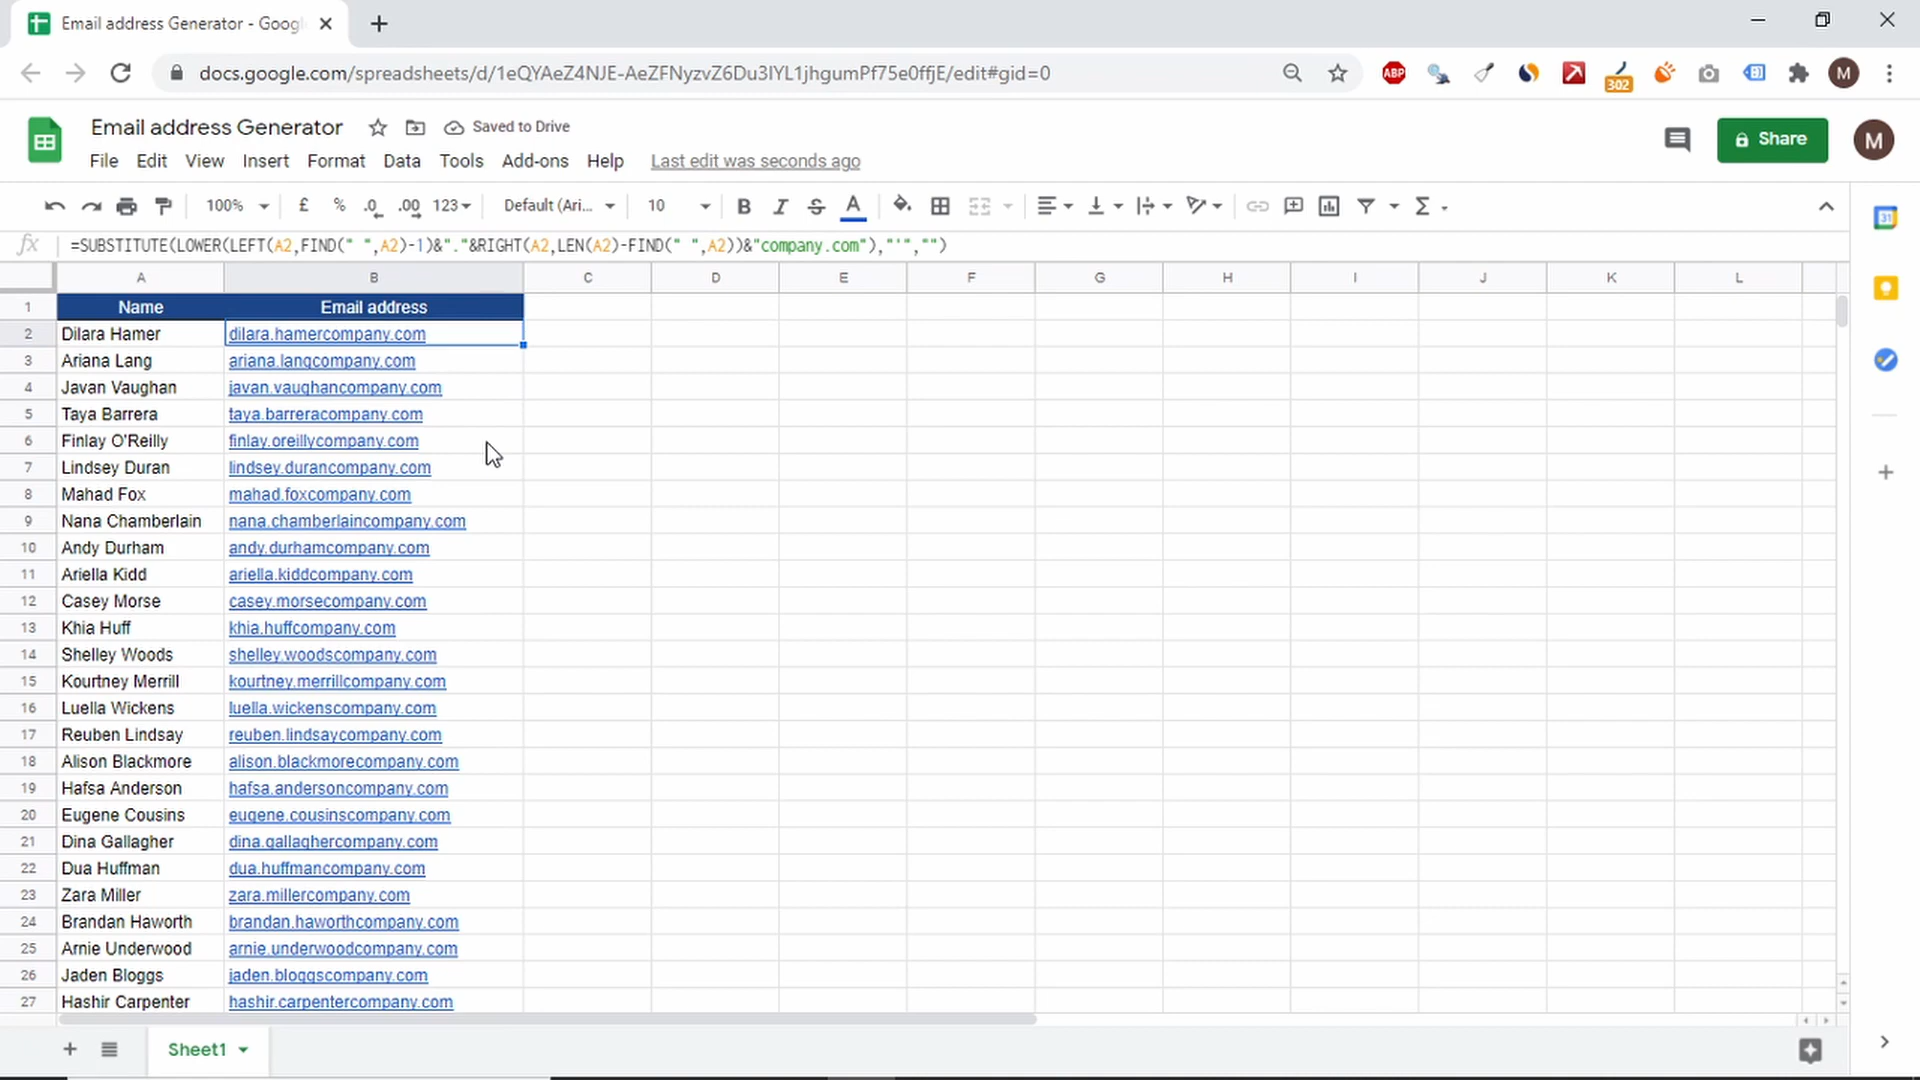 Email address Generator - Googl
docs.google.com/spreadsheets/d/1eQYAeZ4NJE-AeZFNyzvZ6Du3lYL1jhgumPf75e0ffjE/edit#gid=0
ABP
302
M
Email address Generator
Saved to Drive
File Edit View Insert Format Data Tools Add-ons Help Last edit was seconds ago
Share
M
100% £ % .0 .00 123 Default (Ari... 10 B I S A Σ
31
fx =SUBSTITUTE(LOWER(LEFT(A2,FIND(" ",A2)-1)&"."&RIGHT(A2,LEN(A2)-FIND(" ",A2))&"company.com"),"'","")
A B C D E F G H I J K L
1 Name Email address
2 Dilara Hamer dilara.hamercompany.com
3 Ariana Lang ariana.langcompany.com
4 Javan Vaughan javan.vaughancompany.com
5 Taya Barrera taya.barreracompany.com
6 Finlay O'Reilly finlay.oreillycompany.com
7 Lindsey Duran lindsey.durancompany.com
8 Mahad Fox mahad.foxcompany.com
9 Nana Chamberlain nana.chamberlaincompany.com
10 Andy Durham andy.durhamcompany.com
11 Ariella Kidd ariella.kiddcompany.com
12 Casey Morse casey.morsecompany.com
13 Khia Huff khia.huffcompany.com
14 Shelley Woods shelley.woodscompany.com
15 Kourtney Merrill kourtney.merrillcompany.com
16 Luella Wickens luella.wickenscompany.com
17 Reuben Lindsay reuben.lindsaycompany.com
18 Alison Blackmore alison.blackmorecompany.com
19 Hafsa Anderson hafsa.andersoncompany.com
20 Eugene Cousins eugene.cousinscompany.com
21 Dina Gallagher dina.gallaghercompany.com
22 Dua Huffman dua.huffmancompany.com
23 Zara Miller zara.millercompany.com
24 Brandan Haworth brandan.haworthcompany.com
25 Arnie Underwood arnie.underwoodcompany.com
26 Jaden Bloggs jaden.bloggscompany.com
27 Hashir Carpenter hashir.carpentercompany.com
Sheet1